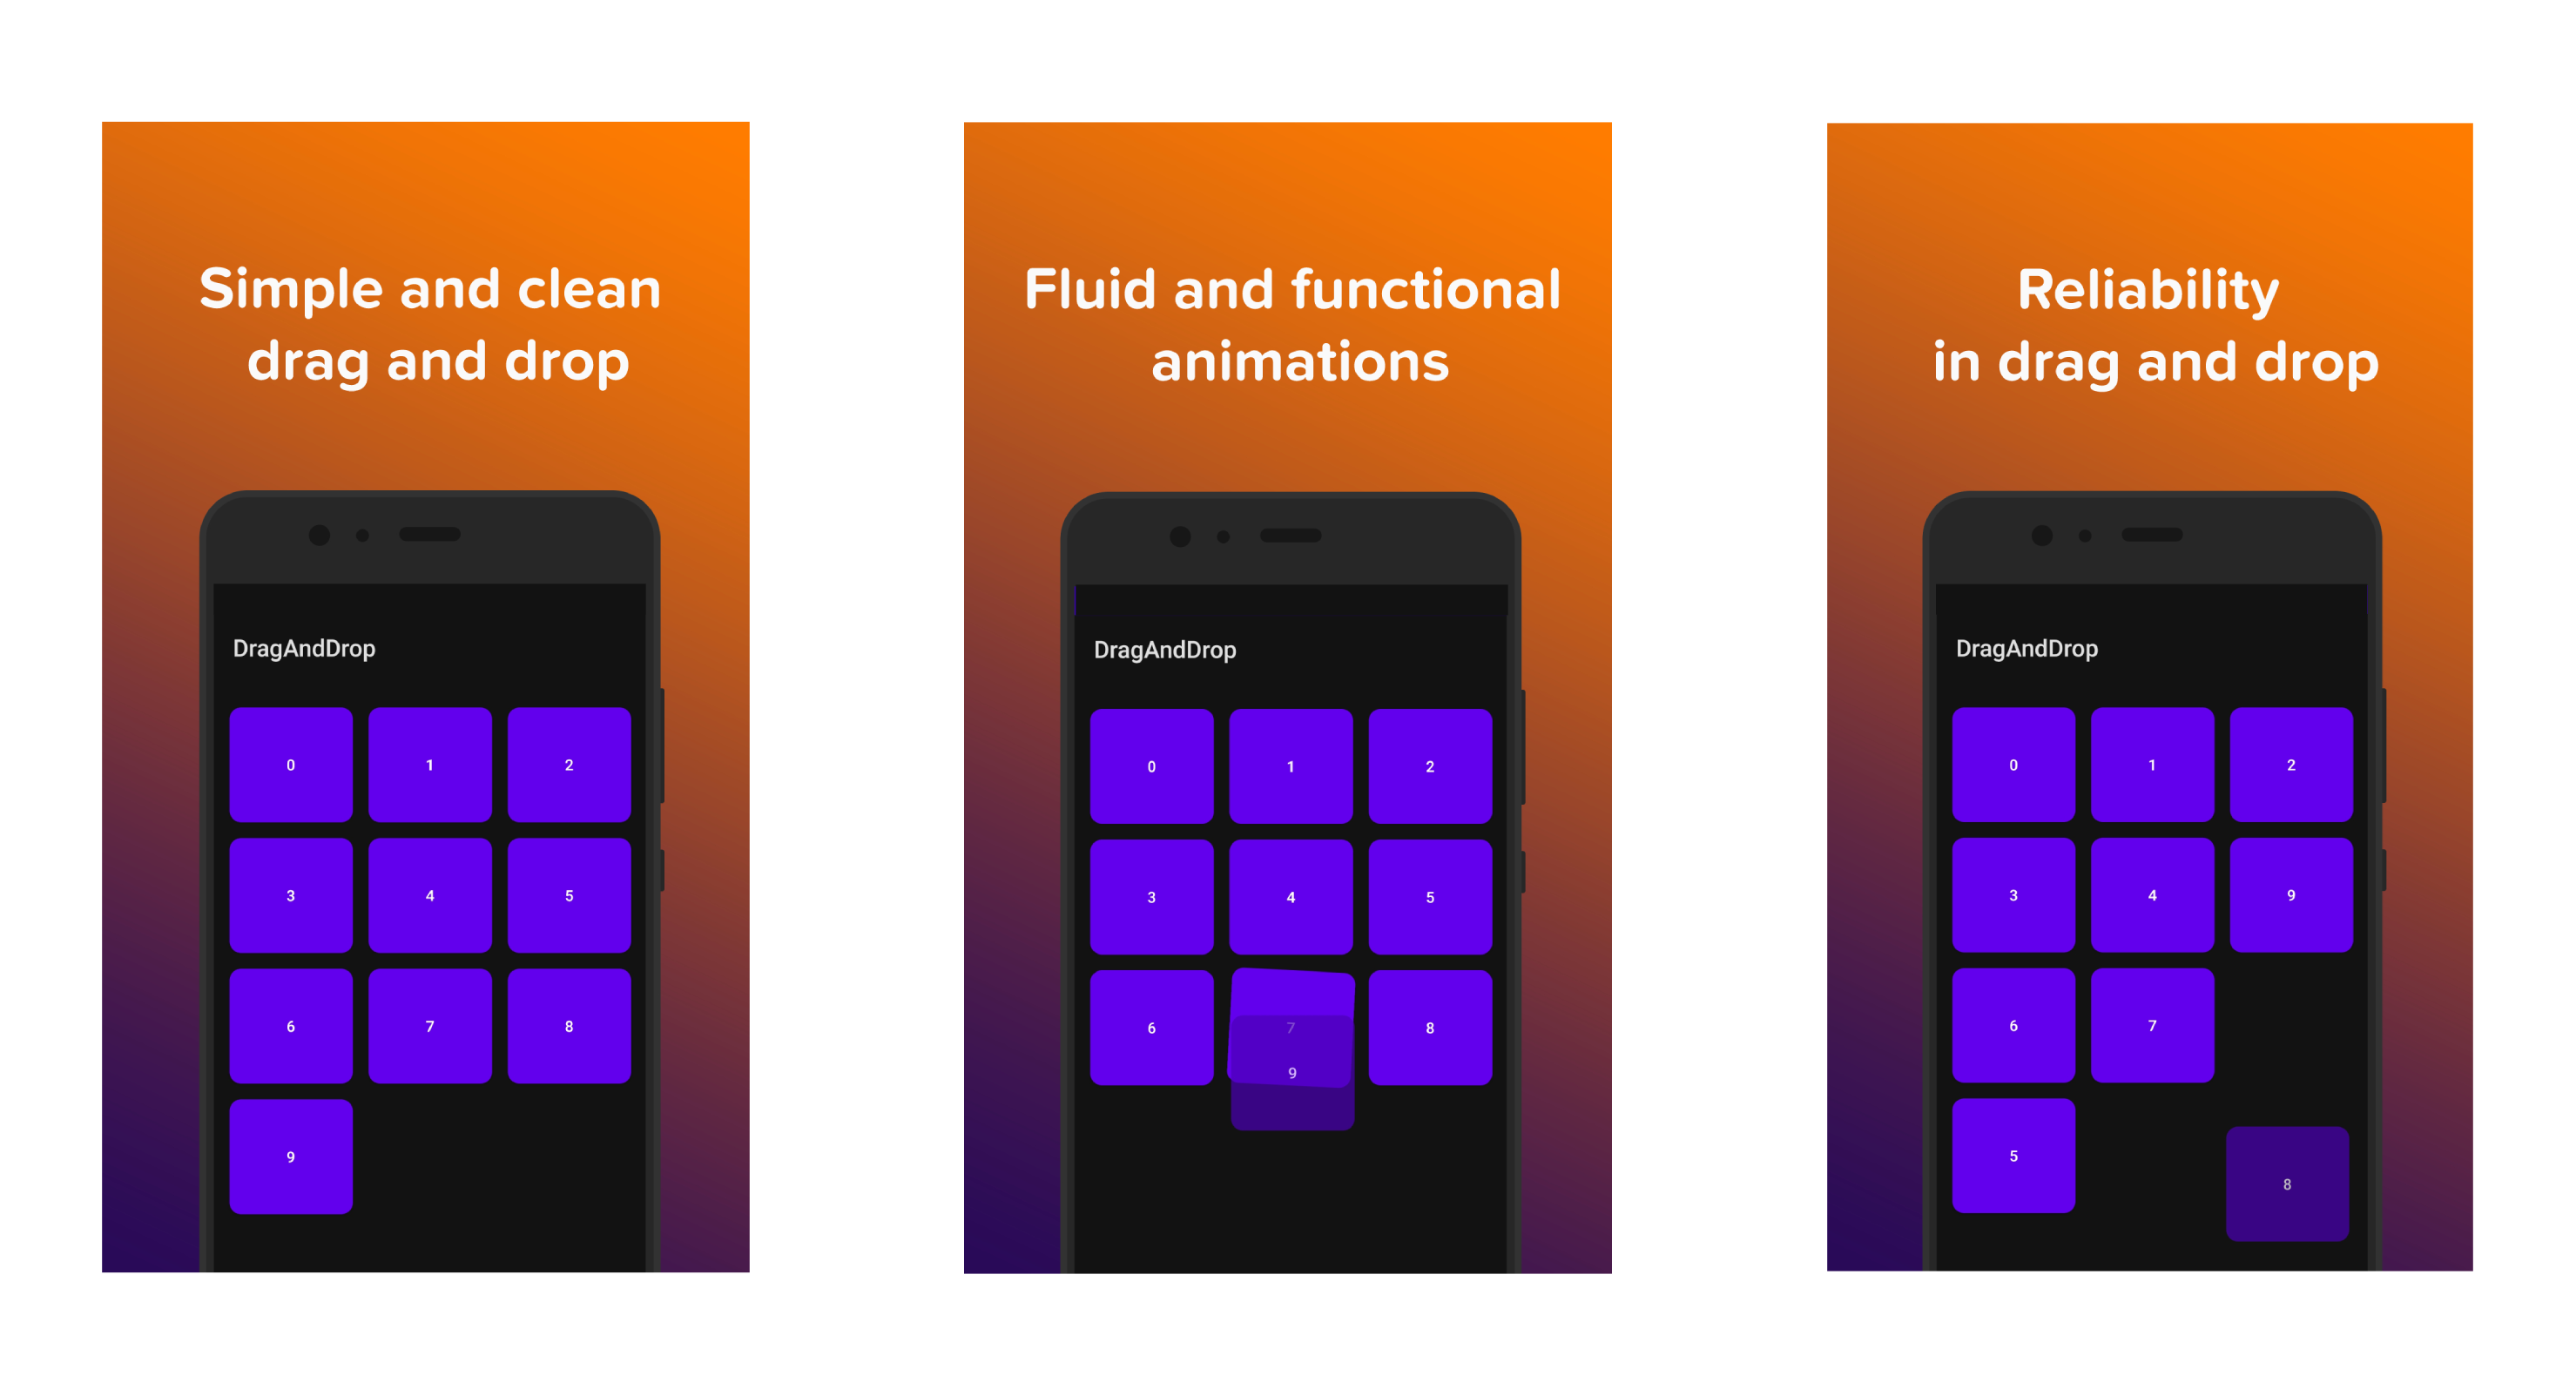 Simple and clean
drag and drop
DragAndDrop
0 1 2
3 4 5
6 7 8
9
Fluid and functional
animations
DragAndDrop
0 1 2
3 4 5
6 7 8
9
Reliability
in drag and drop
DragAndDrop
0 1 2
3 4 9
6 7
5
8